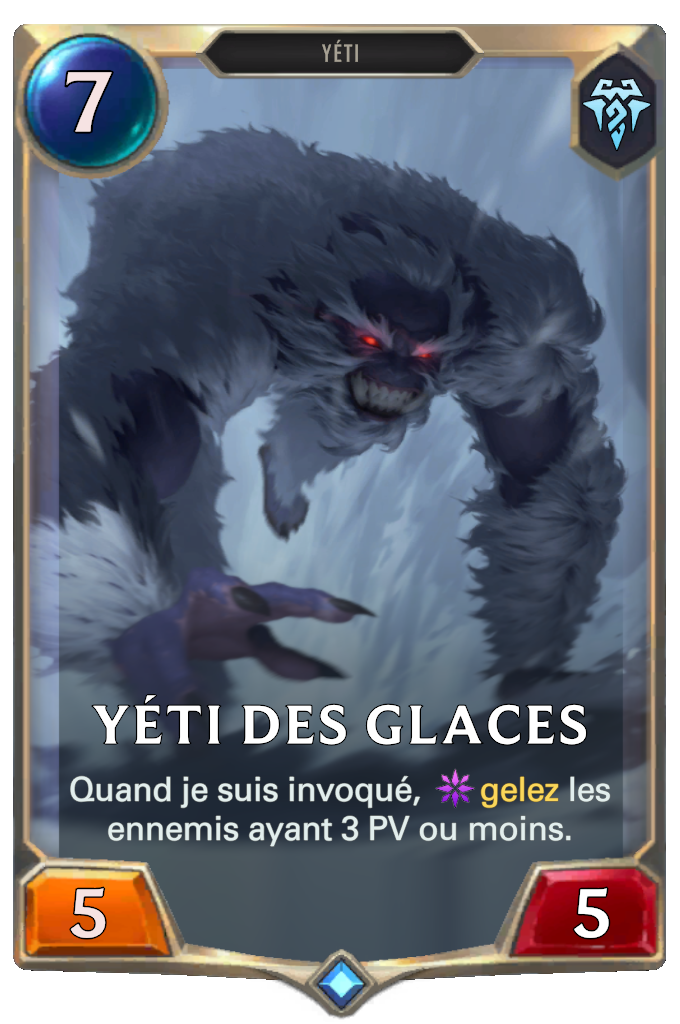 7
YÉTI
YÉTI DES GLACES
Quand je suis invoqué, gelez les
ennemis ayant 3 PV ou moins.
5
5